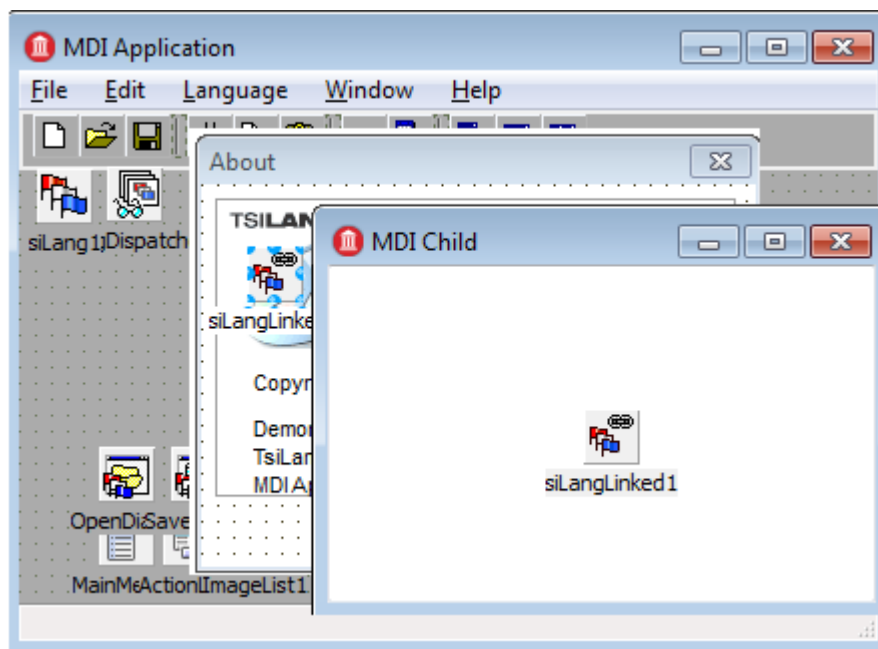 MDI Application
File Edit Language Window Help
About
TSILAN
MDI Child
siLang1
Dispatch
siLangLinke
Copyr
Demon
TsiLan
MDI Ap
siLangLinked1
OpenDi
Save
MainMe
Action
ImageList1